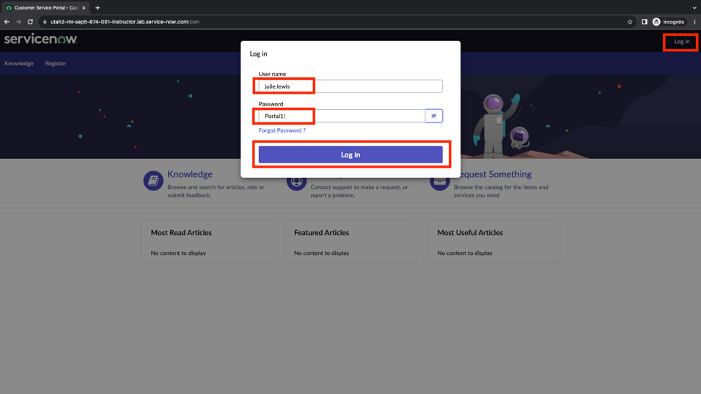 Customer Service Portal - Cus
utah2-ml-sep5-874-001-instructor.lab.service-now.com/csm
Incognito
servicenow
Log in
Knowledge Register
Log in
User name
julie.lewis
Password
Portal1!
Forgot Password ?
Log in
Knowledge
Browse and search for articles, rate or
submit feedback.
Contact support to make a request, or
report a problem.
Request Something
Browse the catalog for the items and
services you need
Most Read Articles
No content to display
Featured Articles
No content to display
Most Useful Articles
No content to display